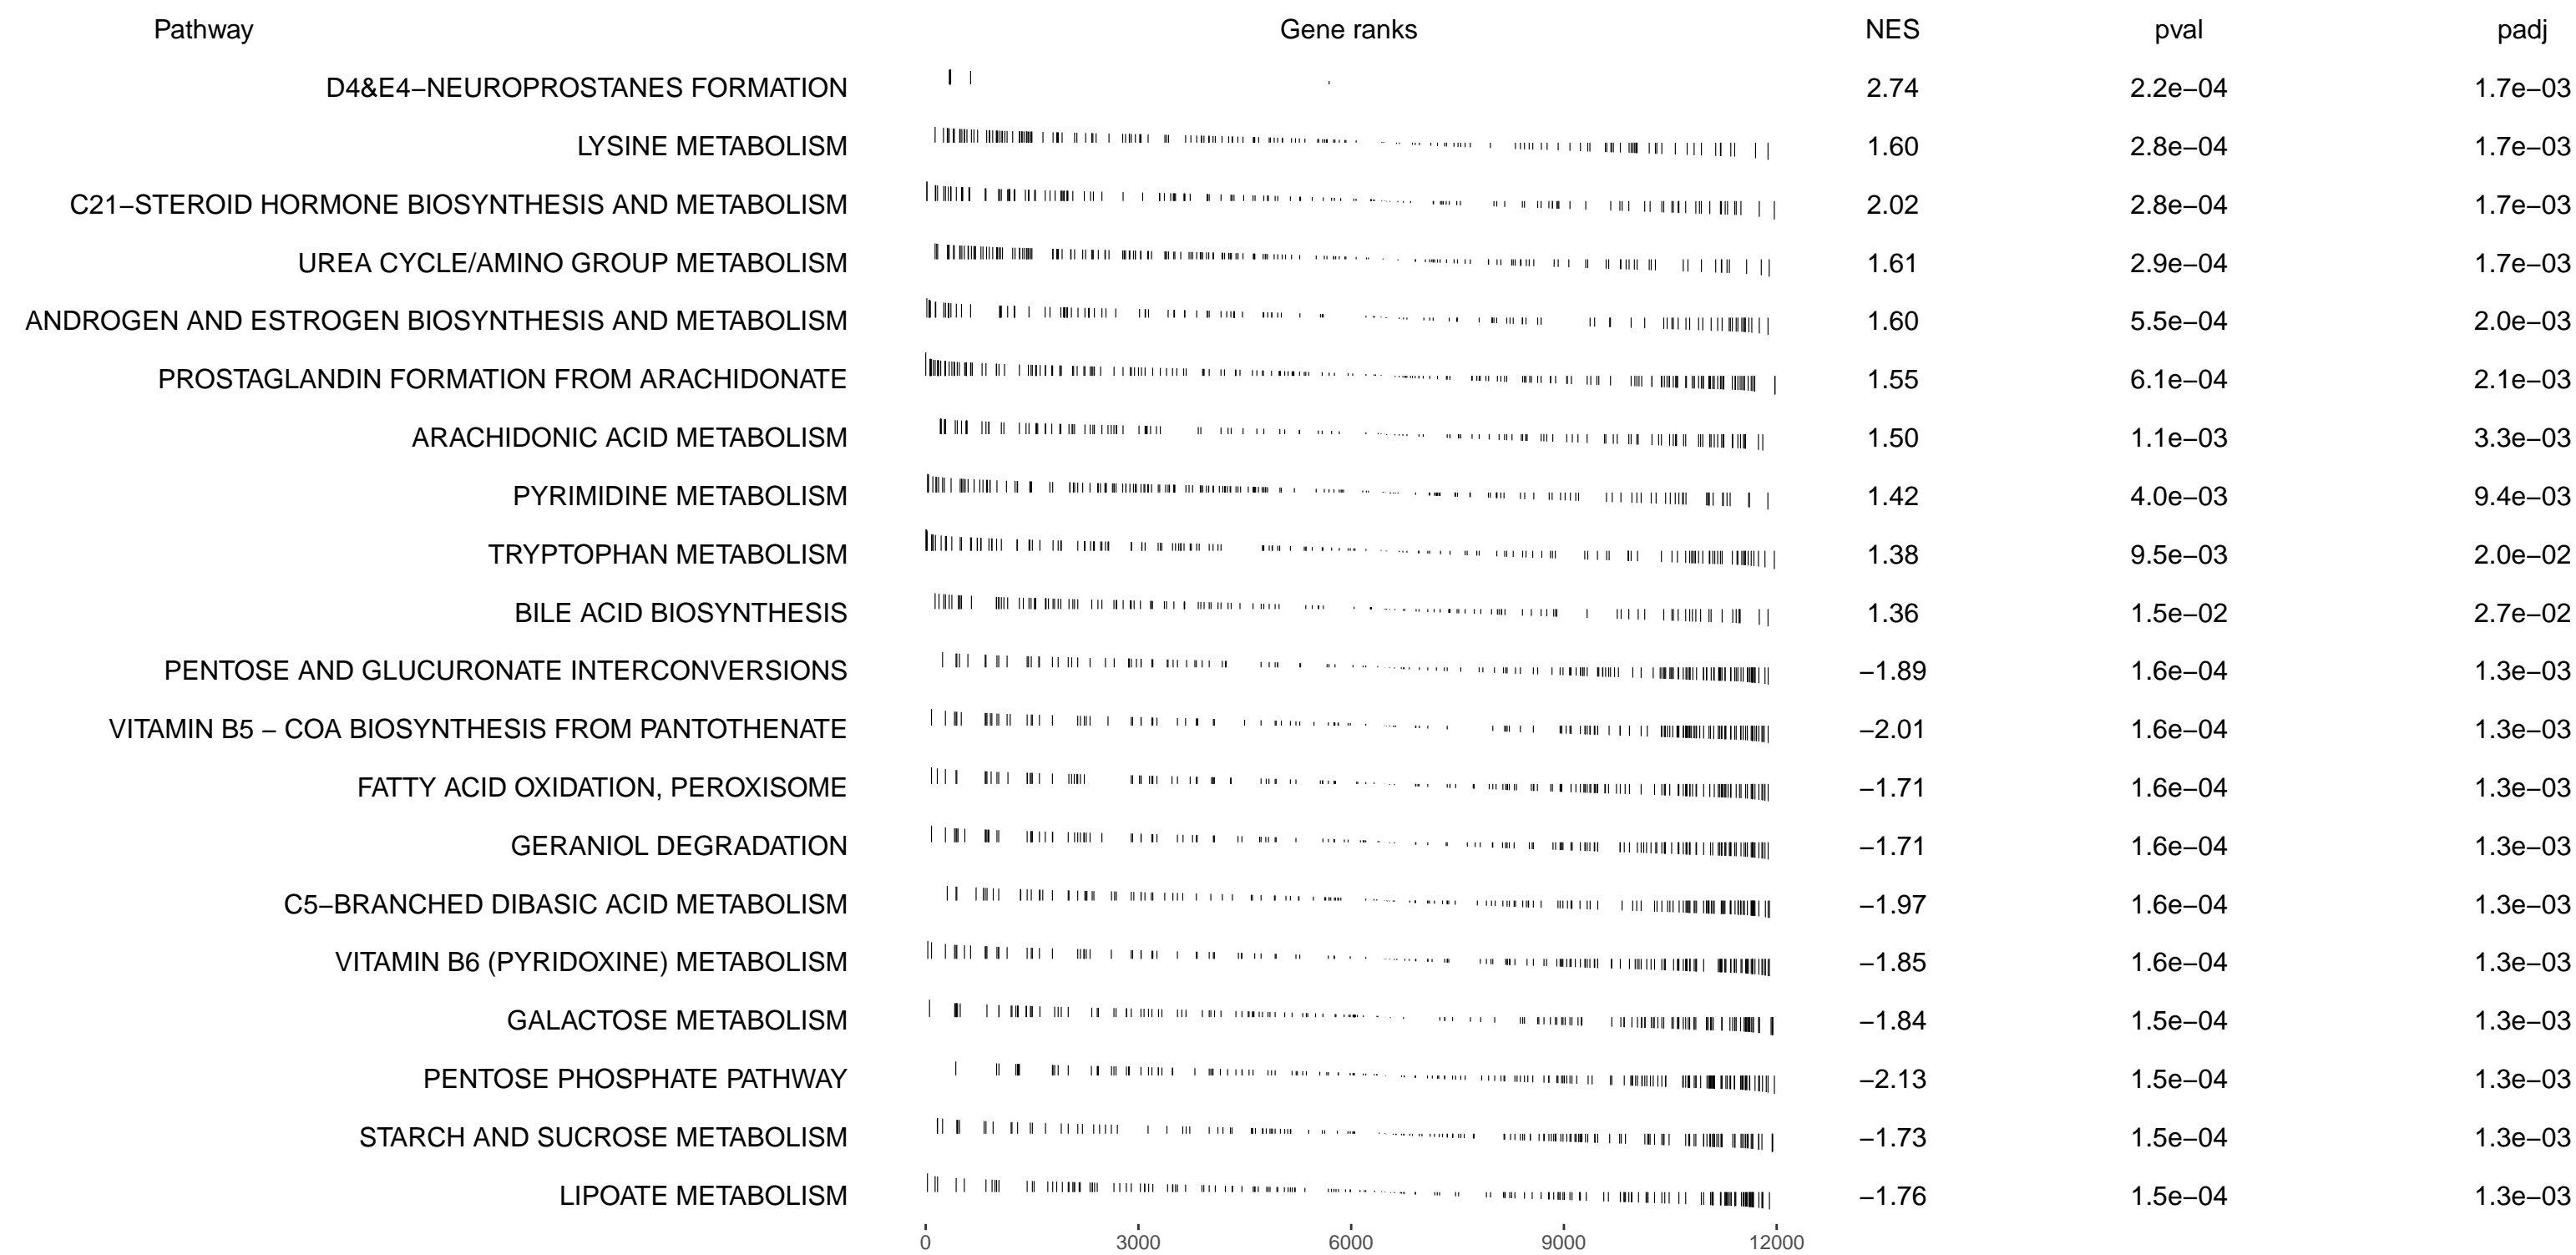 Pathway Gene ranks NES pval padj
D4&E4−NEUROPROSTANES FORMATION 2.74 2.2e−04 1.7e−03
LYSINE METABOLISM 1.60 2.8e−04 1.7e−03
C21−STEROID HORMONE BIOSYNTHESIS AND METABOLISM 2.02 2.8e−04 1.7e−03
UREA CYCLE/AMINO GROUP METABOLISM 1.61 2.9e−04 1.7e−03
ANDROGEN AND ESTROGEN BIOSYNTHESIS AND METABOLISM 1.60 5.5e−04 2.0e−03
PROSTAGLANDIN FORMATION FROM ARACHIDONATE 1.55 6.1e−04 2.1e−03
ARACHIDONIC ACID METABOLISM 1.50 1.1e−03 3.3e−03
PYRIMIDINE METABOLISM 1.42 4.0e−03 9.4e−03
TRYPTOPHAN METABOLISM 1.38 9.5e−03 2.0e−02
BILE ACID BIOSYNTHESIS 1.36 1.5e−02 2.7e−02
PENTOSE AND GLUCURONATE INTERCONVERSIONS −1.89 1.6e−04 1.3e−03
VITAMIN B5 − COA BIOSYNTHESIS FROM PANTOTHENATE −2.01 1.6e−04 1.3e−03
FATTY ACID OXIDATION, PEROXISOME −1.71 1.6e−04 1.3e−03
GERANIOL DEGRADATION −1.71 1.6e−04 1.3e−03
C5−BRANCHED DIBASIC ACID METABOLISM −1.97 1.6e−04 1.3e−03
VITAMIN B6 (PYRIDOXINE) METABOLISM −1.85 1.6e−04 1.3e−03
GALACTOSE METABOLISM −1.84 1.5e−04 1.3e−03
PENTOSE PHOSPHATE PATHWAY −2.13 1.5e−04 1.3e−03
STARCH AND SUCROSE METABOLISM −1.73 1.5e−04 1.3e−03
LIPOATE METABOLISM −1.76 1.5e−04 1.3e−03
0 3000 6000 9000 12000